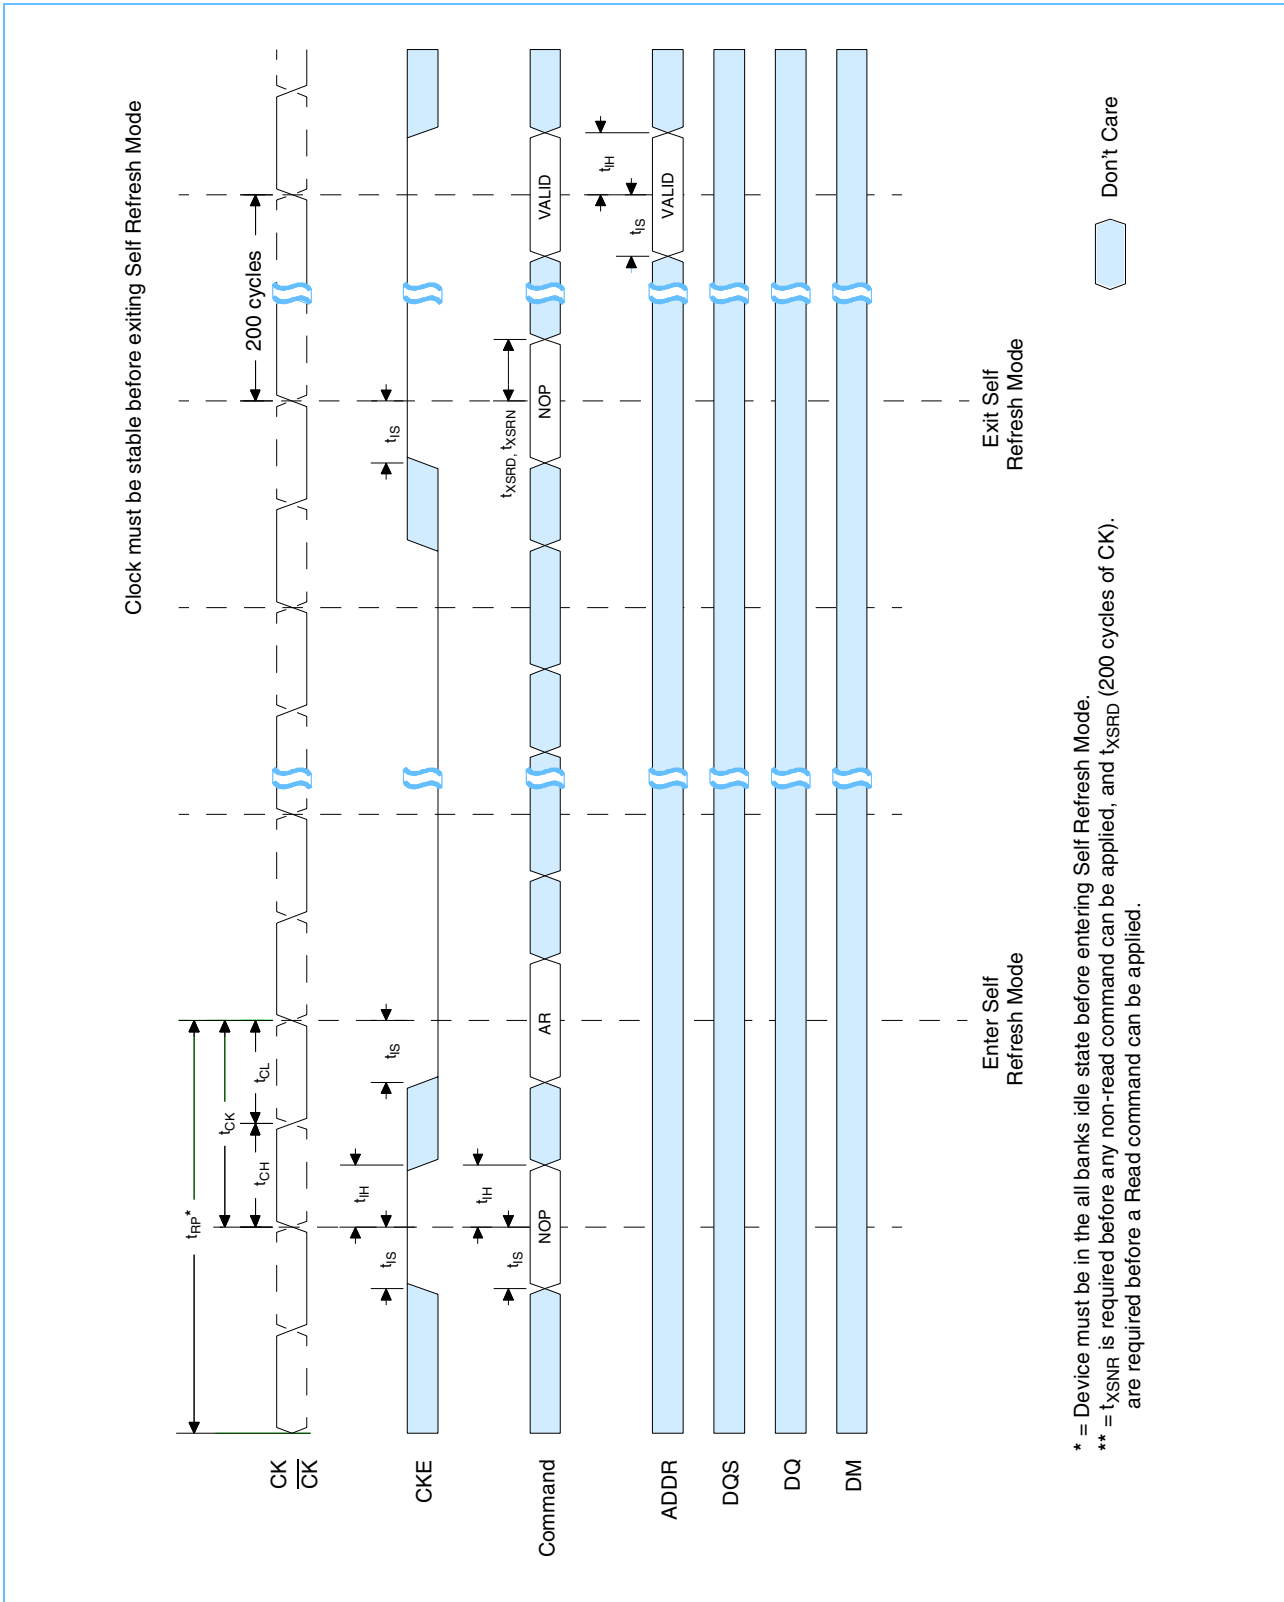 Clock must be stable before exiting Self Refresh Mode
tRP*
tCK
tCH
tCL
200 cycles
CK
CK
tIS
tIH
tIS
tIS
CKE
tIH
tIS
tXSRD, tXSRN
Command
NOP
AR
NOP
VALID
tIH
tIS
ADDR
VALID
DQS
DQ
DM
Enter Self
Refresh Mode
Exit Self
Refresh Mode
* = Device must be in the all banks idle state before entering Self Refresh Mode.
** = tXSNR is required before any non-read command can be applied, and tXSRD (200 cycles of CK).
are required before a Read command can be applied.
Don't Care